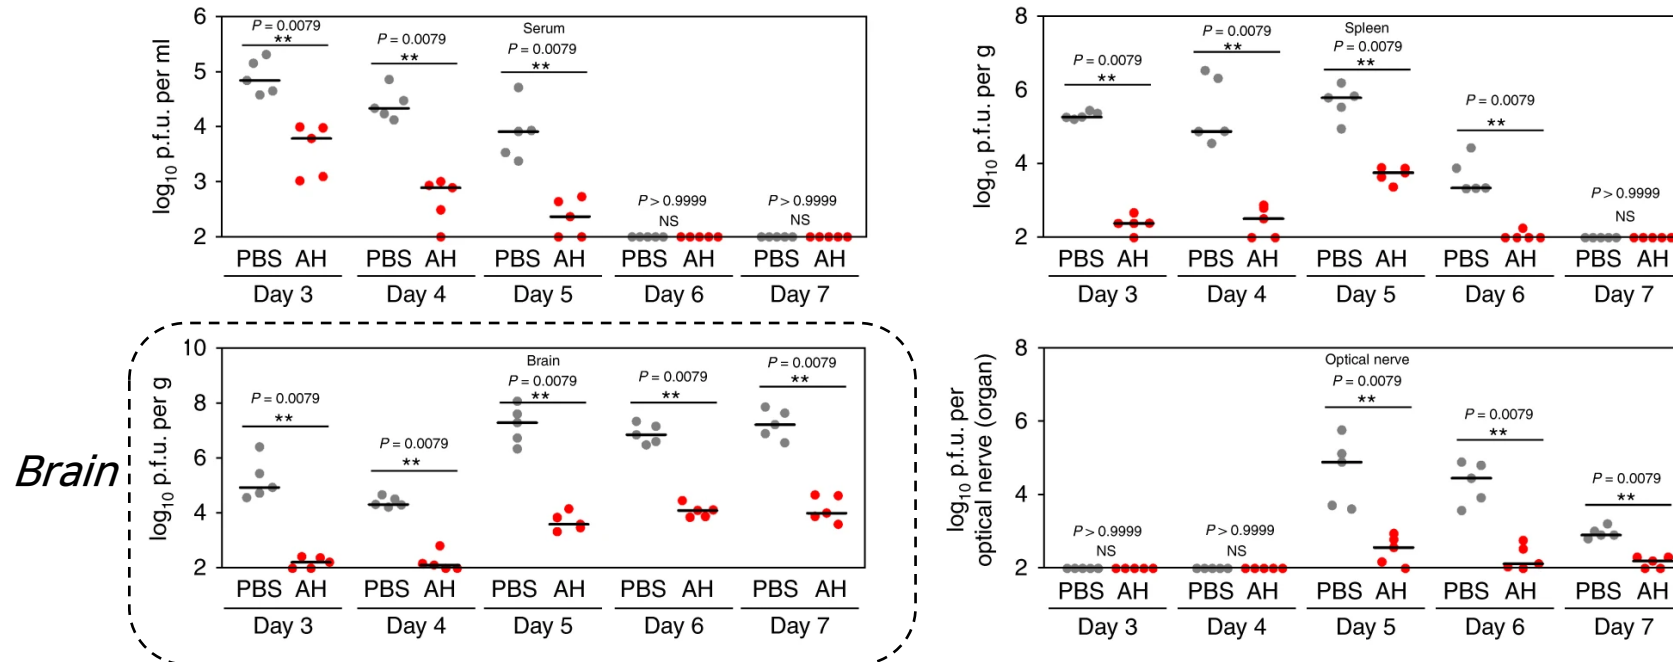 Serum
log10 p.f.u. per ml
6
5
4
3
2
P = 0.0079
**
P = 0.0079
**
P = 0.0079
**
P > 0.9999
NS
P > 0.9999
NS
PBS AH PBS AH PBS AH PBS AH PBS AH
Day 3 Day 4 Day 5 Day 6 Day 7
Spleen
log10 p.f.u. per g
8
6
4
2
P = 0.0079
**
P = 0.0079
**
P = 0.0079
**
P = 0.0079
**
P > 0.9999
NS
PBS AH PBS AH PBS AH PBS AH PBS AH
Day 3 Day 4 Day 5 Day 6 Day 7
Brain
Brain
log10 p.f.u. per g
10
8
6
4
2
P = 0.0079
**
P = 0.0079
**
P = 0.0079
**
P = 0.0079
**
P = 0.0079
**
PBS AH PBS AH PBS AH PBS AH PBS AH
Day 3 Day 4 Day 5 Day 6 Day 7
Optical nerve
log10 p.f.u. per
optical nerve (organ)
8
6
4
2
P > 0.9999
NS
P > 0.9999
NS
P = 0.0079
**
P = 0.0079
**
P = 0.0079
**
PBS AH PBS AH PBS AH PBS AH PBS AH
Day 3 Day 4 Day 5 Day 6 Day 7